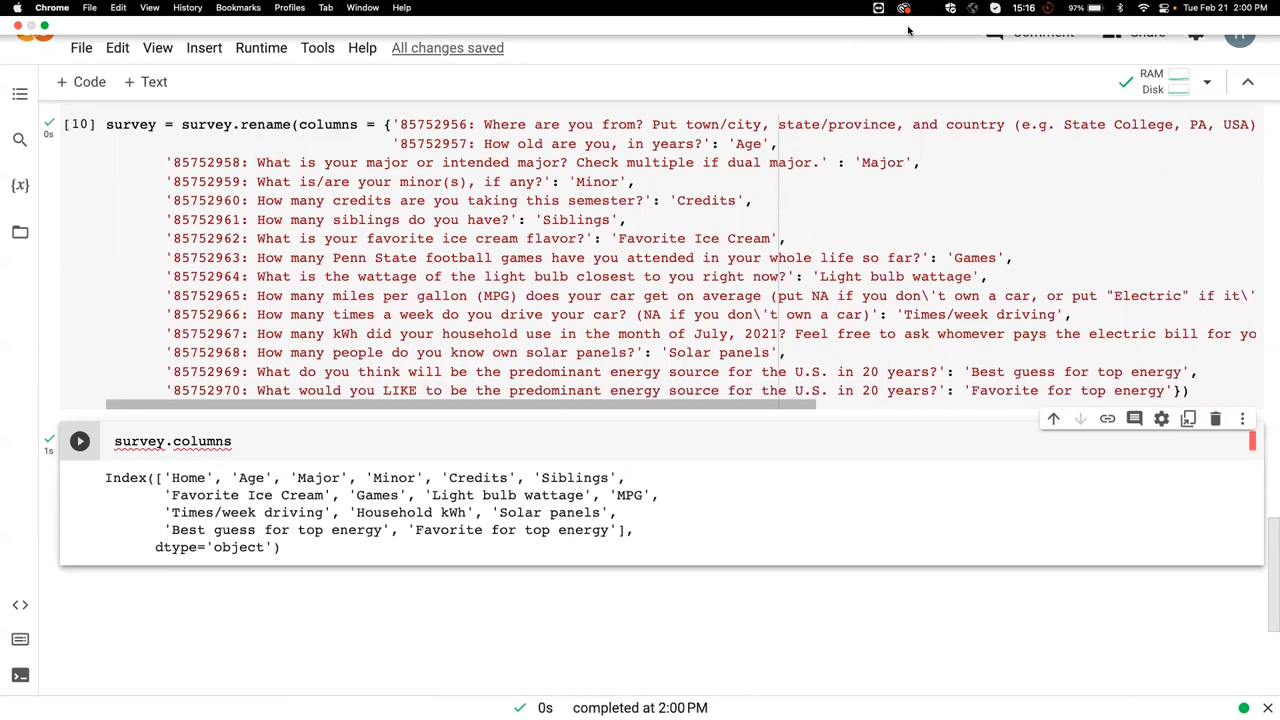 Chrome File Edit View History Bookmarks Profiles Tab Window Help 15:16 97% Tue Feb 21 2:00 PM
File Edit View Insert Runtime Tools Help All changes saved Comment Share
+ Code + Text RAM
Disk
[10] survey = survey.rename(columns = {'85752956: Where are you from? Put town/city, state/province, and country (e.g. State College, PA, USA)
0s
'85752957: How old are you, in years?': 'Age',
'85752958: What is your major or intended major? Check multiple if dual major.' : 'Major',
'85752959: What is/are your minor(s), if any?': 'Minor',
'85752960: How many credits are you taking this semester?': 'Credits',
'85752961: How many siblings do you have?': 'Siblings',
'85752962: What is your favorite ice cream flavor?': 'Favorite Ice Cream',
'85752963: How many Penn State football games have you attended in your whole life so far?': 'Games',
'85752964: What is the wattage of the light bulb closest to you right now?': 'Light bulb wattage',
'85752965: How many miles per gallon (MPG) does your car get on average (put NA if you don\'t own a car, or put "Electric" if it\'
'85752966: How many times a week do you drive your car? (NA if you don\'t own a car)': 'Times/week driving',
'85752967: How many kWh did your household use in the month of July, 2021? Feel free to ask whomever pays the electric bill for yo
'85752968: How many people do you know own solar panels?': 'Solar panels',
'85752969: What do you think will be the predominant energy source for the U.S. in 20 years?': 'Best guess for top energy',
'85752970: What would you LIKE to be the predominant energy source for the U.S. in 20 years?': 'Favorite for top energy'})
survey.columns
1s
Index(['Home', 'Age', 'Major', 'Minor', 'Credits', 'Siblings',
'Favorite Ice Cream', 'Games', 'Light bulb wattage', 'MPG',
'Times/week driving', 'Household kWh', 'Solar panels',
'Best guess for top energy', 'Favorite for top energy'],
dtype='object')
0s completed at 2:00 PM